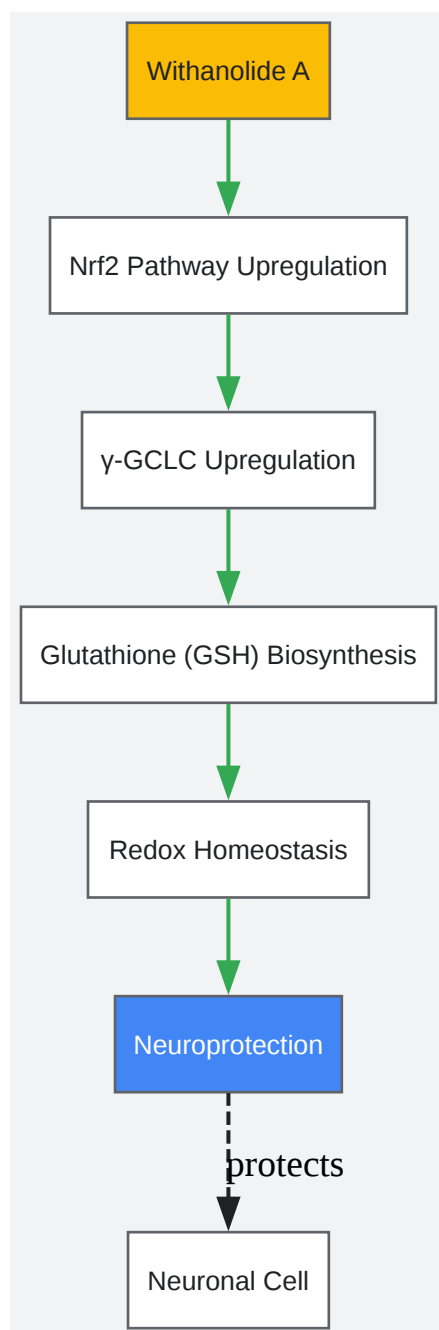 Withanolide A
Nrf2 Pathway Upregulation
γ-GCLC Upregulation
Glutathione (GSH) Biosynthesis
Redox Homeostasis
Neuroprotection
protects
Neuronal Cell